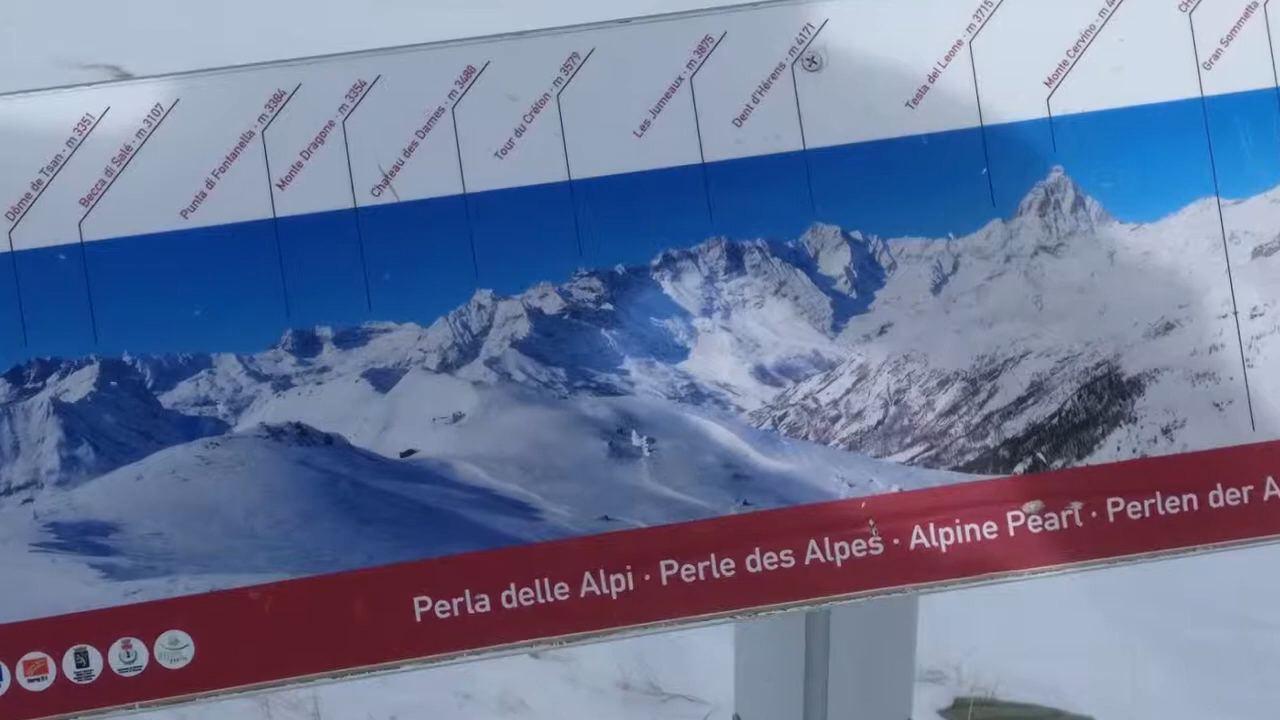 Dôme de Tsan · m 3351
Becca di Salé · m 3107
Punta di Fontanella · m 3384
Monte Dragone · m 3354
Château des Dames · m 3488
Tour du Créton · m 3579
Les Jumeaux · m 3875
Dent d'Hérens · m 4171
Testa del Leone · m 3715
Monte Cervino · m
Gran Sommetta
Perla delle Alpi · Perle des Alpes · Alpine Pearl · Perlen der A